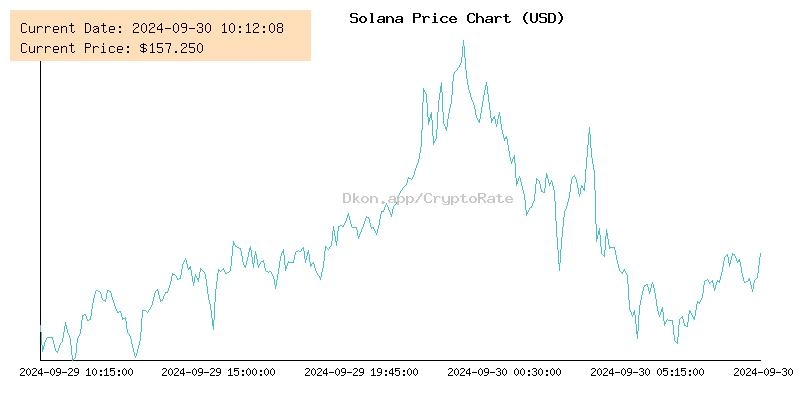 Solana Price Chart (USD)
Current Date: 2024-09-30 10:12:08
Current Price: $157.250
Dkon.app/CryptoRate
2024-09-29 10:15:00 2024-09-29 15:00:00 2024-09-29 19:45:00 2024-09-30 00:30:00 2024-09-30 05:15:00 2024-09-30